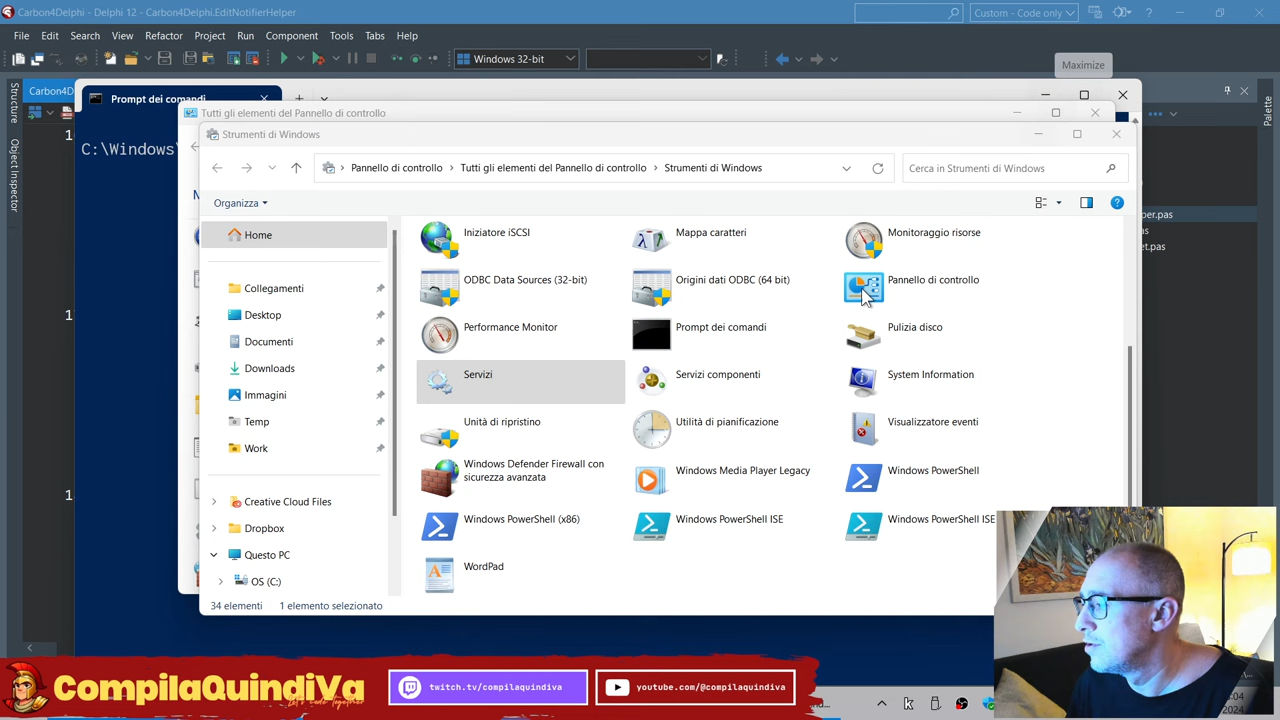 Carbon4Delphi - Delphi 12 - Carbon4Delphi.EditNotifierHelper
Custom - Code only
File Edit Search View Refactor Project Run Component Tools Tabs Help
Windows 32-bit
Maximize
Carbon4D
Prompt dei comandi
Tutti gli elementi del Pannello di controllo
Structure
Object Inspector
Palette
C:\Windows\
Strumenti di Windows
Pannello di controllo Tutti gli elementi del Pannello di controllo Strumenti di Windows
Cerca in Strumenti di Windows
Organizza
Home
Collegamenti
Desktop
Documenti
Downloads
Immagini
Temp
Work
Creative Cloud Files
Dropbox
Questo PC
OS (C:)
Iniziatore iSCSI
Mappa caratteri
Monitoraggio risorse
ODBC Data Sources (32-bit)
Origini dati ODBC (64 bit)
Pannello di controllo
Performance Monitor
Prompt dei comandi
Pulizia disco
Servizi
Servizi componenti
System Information
Unità di ripristino
Utilità di pianificazione
Visualizzatore eventi
Windows Defender Firewall con
sicurezza avanzata
Windows Media Player Legacy
Windows PowerShell
Windows PowerShell (x86)
Windows PowerShell ISE
Windows PowerShell ISE
WordPad
34 elementi 1 elemento selezionato
CompilaQuindiVa
Let's code together
twitch.tv/compilaquindiva
youtube.com/@compilaquindiva